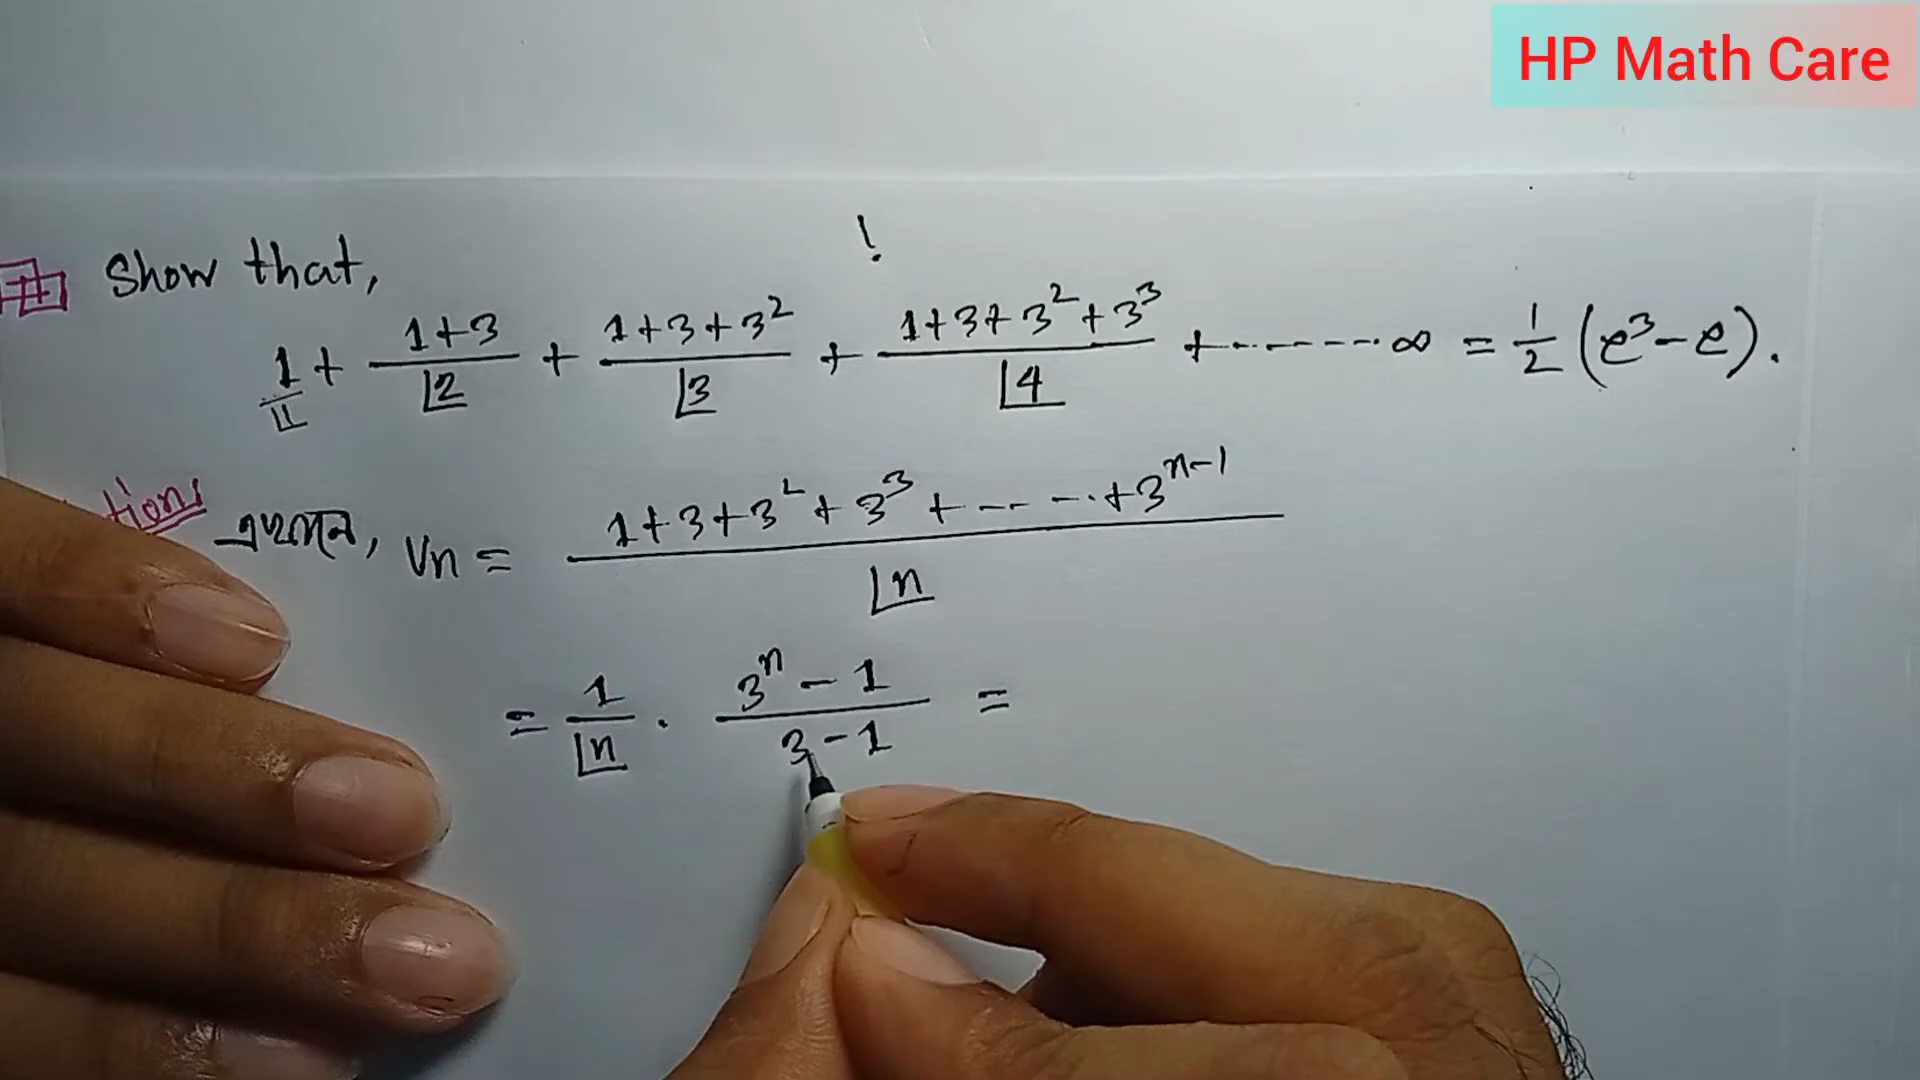 HP Math Care
Show that, !
1/⌊1 + (1+3)/⌊2 + (1+3+3²)/⌊3 + (1+3+3²+3³)/⌊4 + ------- ∞ = 1/2 (e³ - e).
এখানে, Vn = (1+3+3²+3³+-- --- +3ⁿ⁻¹)/⌊n
= 1/⌊n . (3ⁿ - 1)/(3 - 1) =